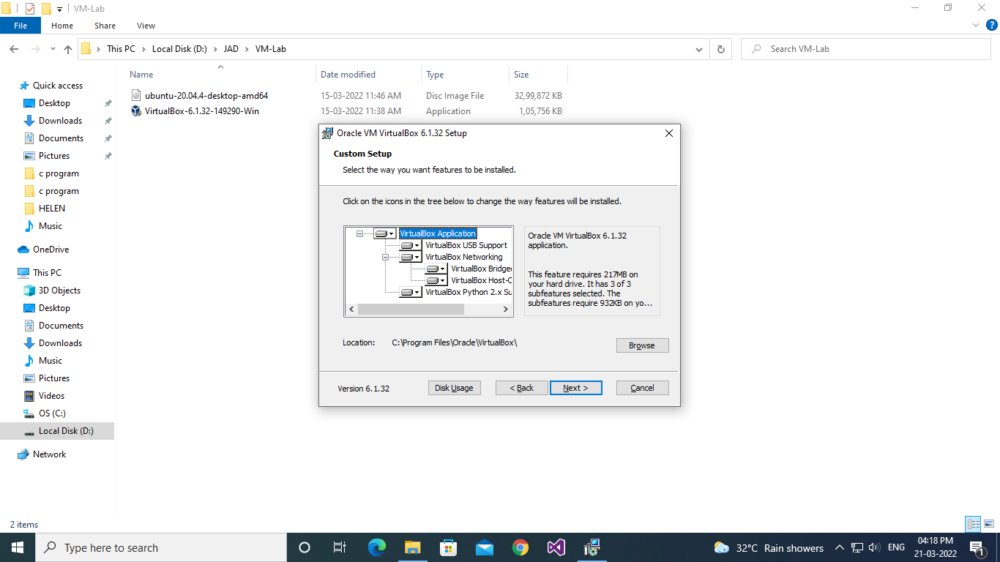 VM-Lab
File Home Share View
This PC Local Disk (D:) JAD VM-Lab
Search VM-Lab
Name Date modified Type Size
ubuntu-20.04.4-desktop-amd64 15-03-2022 11:46 AM Disc Image File 32,99,872 KB
VirtualBox-6.1.32-149290-Win 15-03-2022 11:38 AM Application 1,05,756 KB
Quick access
Desktop
Downloads
Documents
Pictures
c program
c program
HELEN
Music
OneDrive
This PC
3D Objects
Desktop
Documents
Downloads
Music
Pictures
Videos
OS (C:)
Local Disk (D:)
Network
Oracle VM VirtualBox 6.1.32 Setup
Custom Setup
Select the way you want features to be installed.
Click on the icons in the tree below to change the way features will be installed.
VirtualBox Application
VirtualBox USB Support
VirtualBox Networking
VirtualBox Bridge
VirtualBox Host-
VirtualBox Python 2.x Su
Oracle VM VirtualBox 6.1.32
application.
This feature requires 217MB on
your hard drive. It has 3 of 3
subfeatures selected. The
subfeatures require 932KB on yo...
Location: C:\Program Files\Oracle\VirtualBox\
Browse
Version 6.1.32 Disk Usage < Back Next > Cancel
2 items
Type here to search
32°C Rain showers ENG
04:18 PM
21-03-2022
1